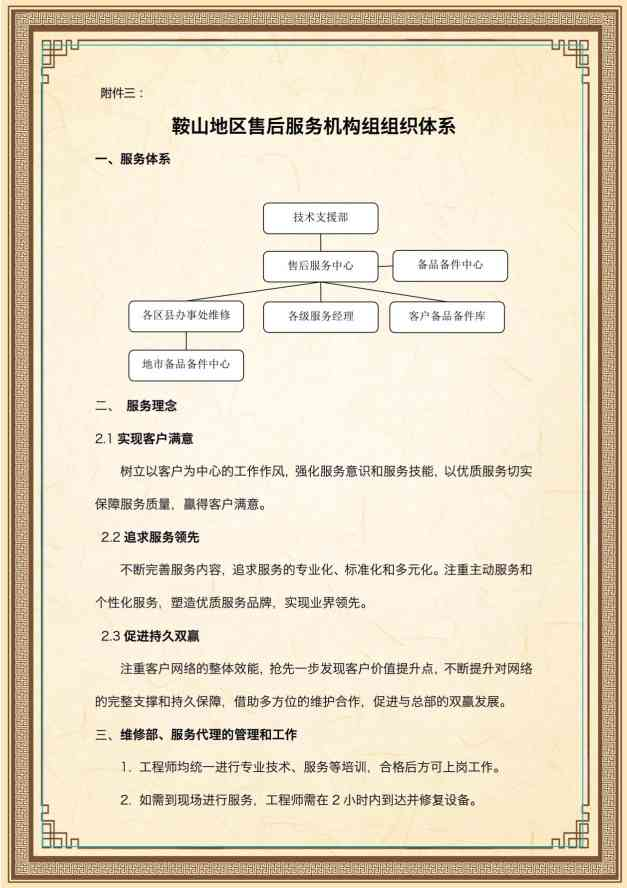 附件三：
鞍山地区售后服务机构组组织体系
一、服务体系
技术支援部
售后服务中心
备品备件中心
各区县办事处维修
各级服务经理
客户备品备件库
地市备品备件中心
二、 服务理念
2.1 实现客户满意
树立以客户为中心的工作作风，强化服务意识和服务技能，以优质服务切实
保障服务质量，赢得客户满意。
2.2 追求服务领先
不断完善服务内容，追求服务的专业化、标准化和多元化。注重主动服务和
个性化服务，塑造优质服务品牌，实现业界领先。
2.3 促进持久双赢
注重客户网络的整体效能，抢先一步发现客户价值提升点，不断提升对网络
的完整支撑和持久保障，借助多方位的维护合作，促进与总部的双赢发展。
三、维修部、服务代理的管理和工作
1. 工程师均统一进行专业技术、服务等培训，合格后方可上岗工作。
2. 如需到现场进行服务，工程师需在 2 小时内到达并修复设备。